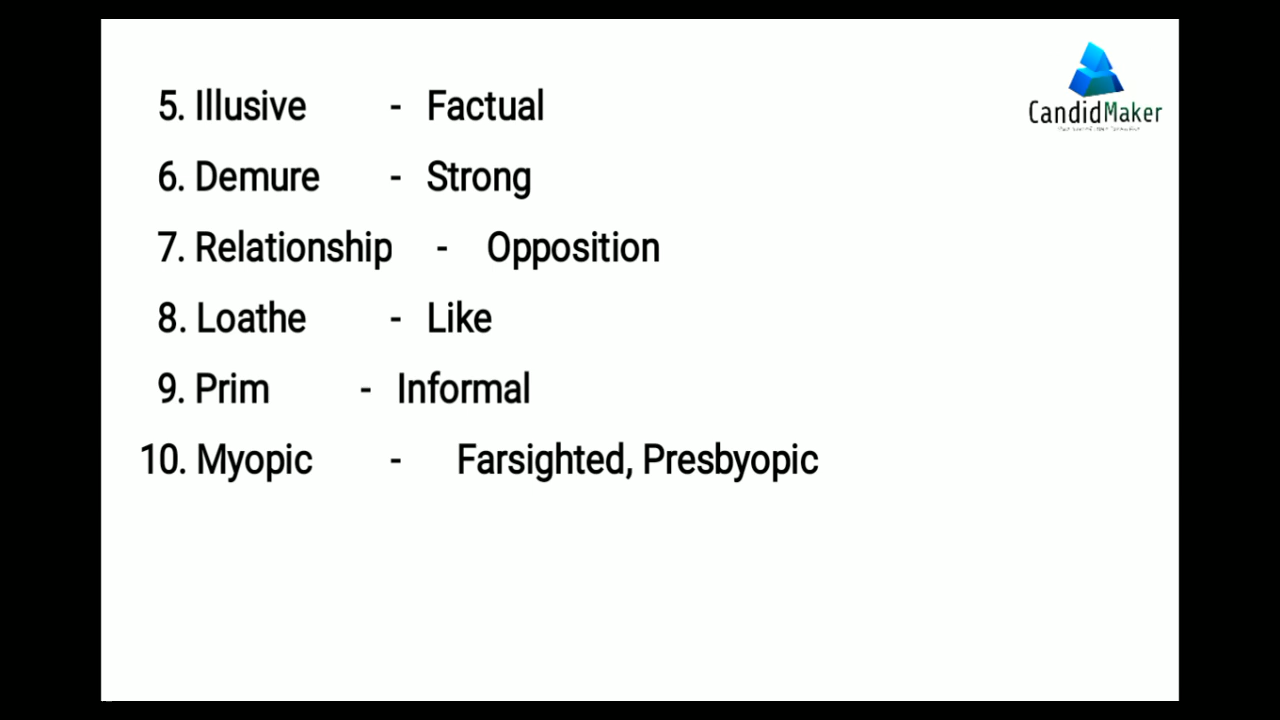 CandidMaker
5. Illusive - Factual
6. Demure - Strong
7. Relationship - Opposition
8. Loathe - Like
9. Prim - Informal
10. Myopic - Farsighted, Presbyopic